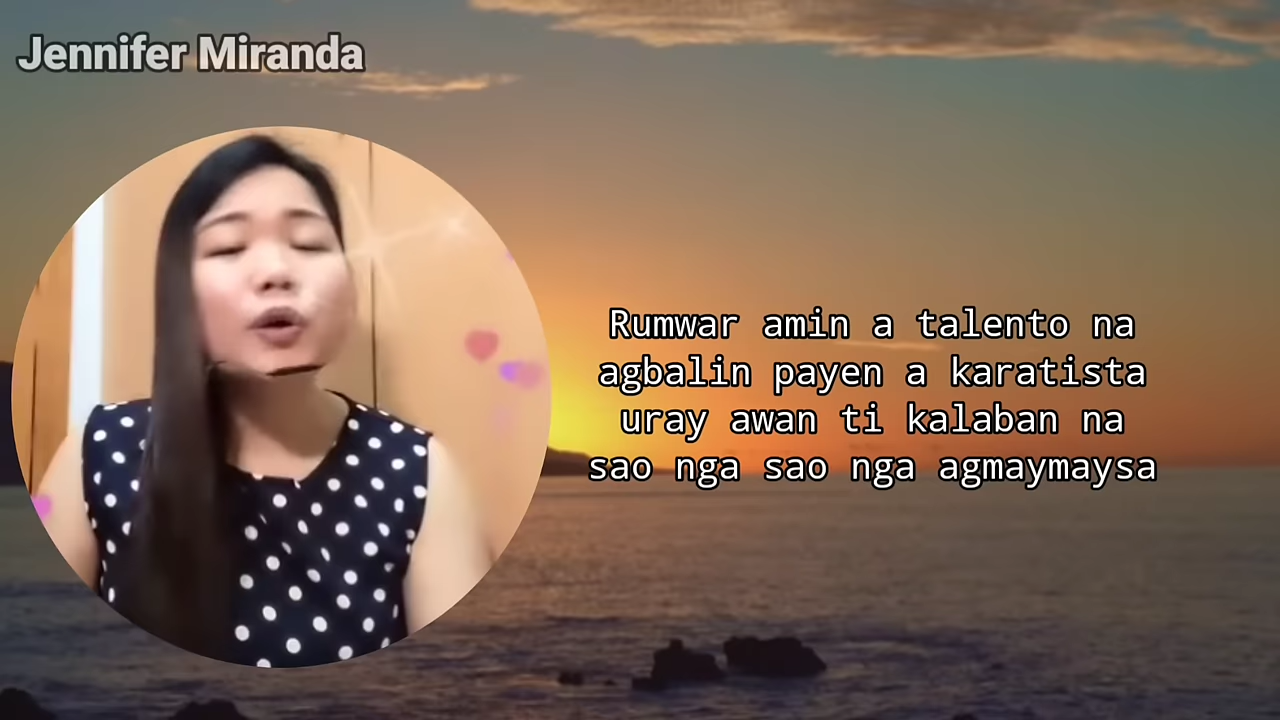 Jennifer Miranda
Rumwar amin a talento na
agbalin payen a karatista
uray awan ti kalaban na
sao nga sao nga agmaymaysa